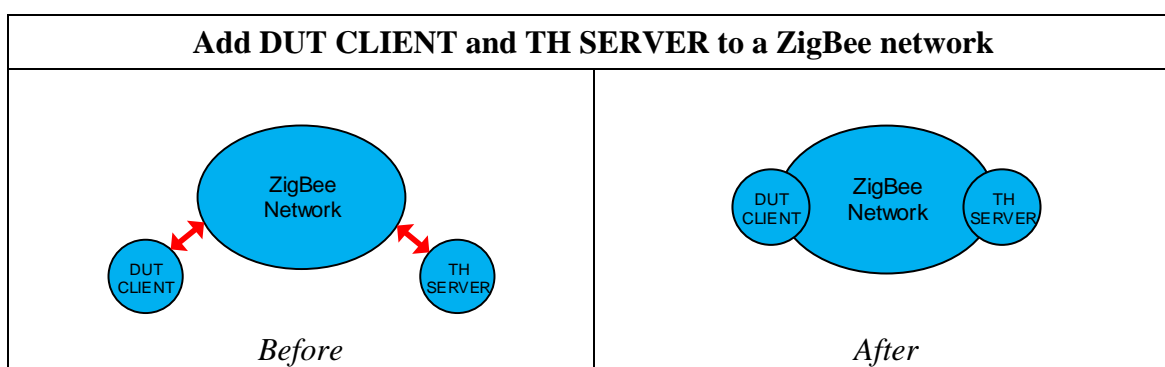 Add DUT CLIENT and TH SERVER to a ZigBee network
ZigBee
Network
DUT
CLIENT
TH
SERVER
Before
ZigBee
Network
DUT
CLIENT
TH
SERVER
After